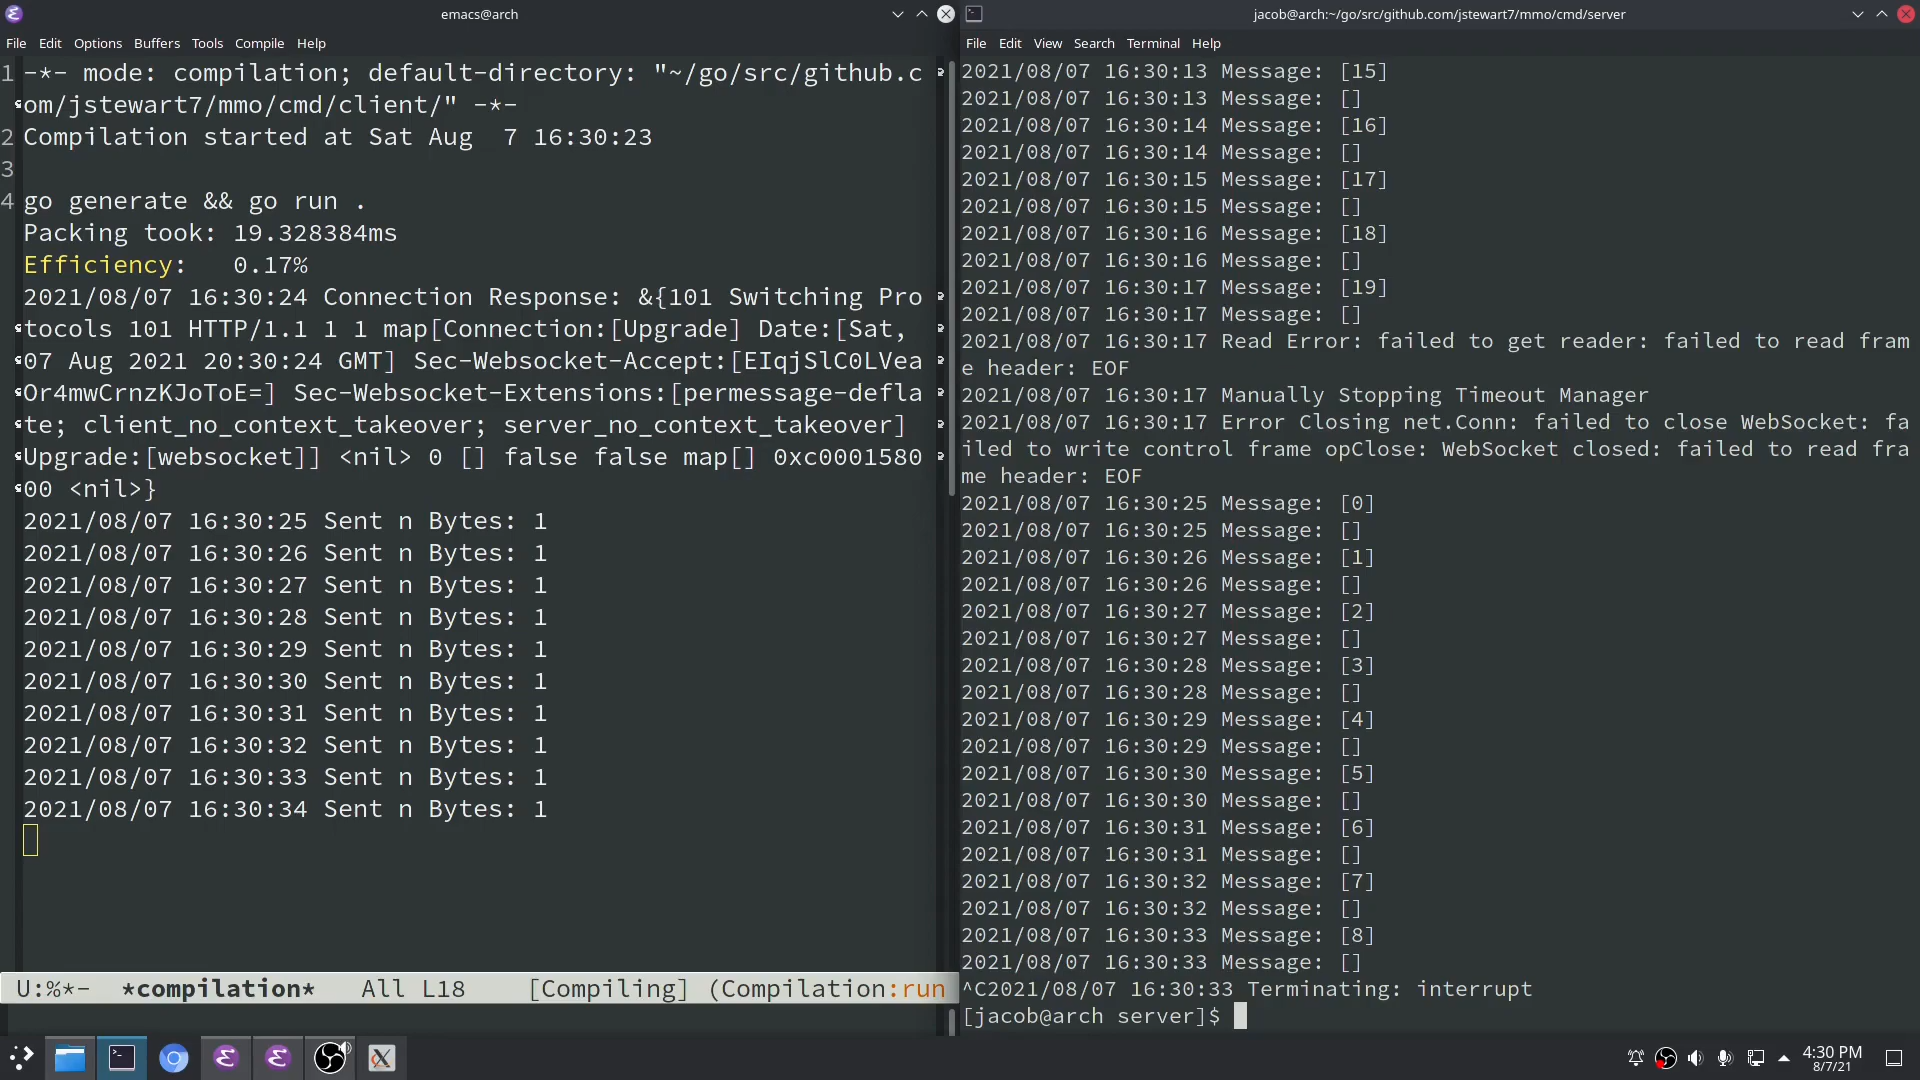 emacs@arch
File Edit Options Buffers Tools Compile Help
1 -*- mode: compilation; default-directory: "~/go/src/github.c
om/jstewart7/mmo/cmd/client/" -*-
2 Compilation started at Sat Aug  7 16:30:23
3
4 go generate && go run .
Packing took: 19.328384ms
Efficiency:   0.17%
2021/08/07 16:30:24 Connection Response: &{101 Switching Pro
tocols 101 HTTP/1.1 1 1 map[Connection:[Upgrade] Date:[Sat,
07 Aug 2021 20:30:24 GMT] Sec-Websocket-Accept:[EIqjSlC0LVea
Or4mwCrnzKJoToE=] Sec-Websocket-Extensions:[permessage-defla
te; client_no_context_takeover; server_no_context_takeover]
Upgrade:[websocket]] <nil> 0 [] false false map[] 0xc0001580
00 <nil>}
2021/08/07 16:30:25 Sent n Bytes: 1
2021/08/07 16:30:26 Sent n Bytes: 1
2021/08/07 16:30:27 Sent n Bytes: 1
2021/08/07 16:30:28 Sent n Bytes: 1
2021/08/07 16:30:29 Sent n Bytes: 1
2021/08/07 16:30:30 Sent n Bytes: 1
2021/08/07 16:30:31 Sent n Bytes: 1
2021/08/07 16:30:32 Sent n Bytes: 1
2021/08/07 16:30:33 Sent n Bytes: 1
2021/08/07 16:30:34 Sent n Bytes: 1
U:%*-  *compilation*   All L18    [Compiling] (Compilation:run
jacob@arch:~/go/src/github.com/jstewart7/mmo/cmd/server
File Edit View Search Terminal Help
2021/08/07 16:30:13 Message: [15]
2021/08/07 16:30:13 Message: []
2021/08/07 16:30:14 Message: [16]
2021/08/07 16:30:14 Message: []
2021/08/07 16:30:15 Message: [17]
2021/08/07 16:30:15 Message: []
2021/08/07 16:30:16 Message: [18]
2021/08/07 16:30:16 Message: []
2021/08/07 16:30:17 Message: [19]
2021/08/07 16:30:17 Message: []
2021/08/07 16:30:17 Read Error: failed to get reader: failed to read fram
e header: EOF
2021/08/07 16:30:17 Manually Stopping Timeout Manager
2021/08/07 16:30:17 Error Closing net.Conn: failed to close WebSocket: fa
iled to write control frame opClose: WebSocket closed: failed to read fra
me header: EOF
2021/08/07 16:30:25 Message: [0]
2021/08/07 16:30:25 Message: []
2021/08/07 16:30:26 Message: [1]
2021/08/07 16:30:26 Message: []
2021/08/07 16:30:27 Message: [2]
2021/08/07 16:30:27 Message: []
2021/08/07 16:30:28 Message: [3]
2021/08/07 16:30:28 Message: []
2021/08/07 16:30:29 Message: [4]
2021/08/07 16:30:29 Message: []
2021/08/07 16:30:30 Message: [5]
2021/08/07 16:30:30 Message: []
2021/08/07 16:30:31 Message: [6]
2021/08/07 16:30:31 Message: []
2021/08/07 16:30:32 Message: [7]
2021/08/07 16:30:32 Message: []
2021/08/07 16:30:33 Message: [8]
2021/08/07 16:30:33 Message: []
^C2021/08/07 16:30:33 Terminating: interrupt
[jacob@arch server]$
4:30 PM
8/7/21